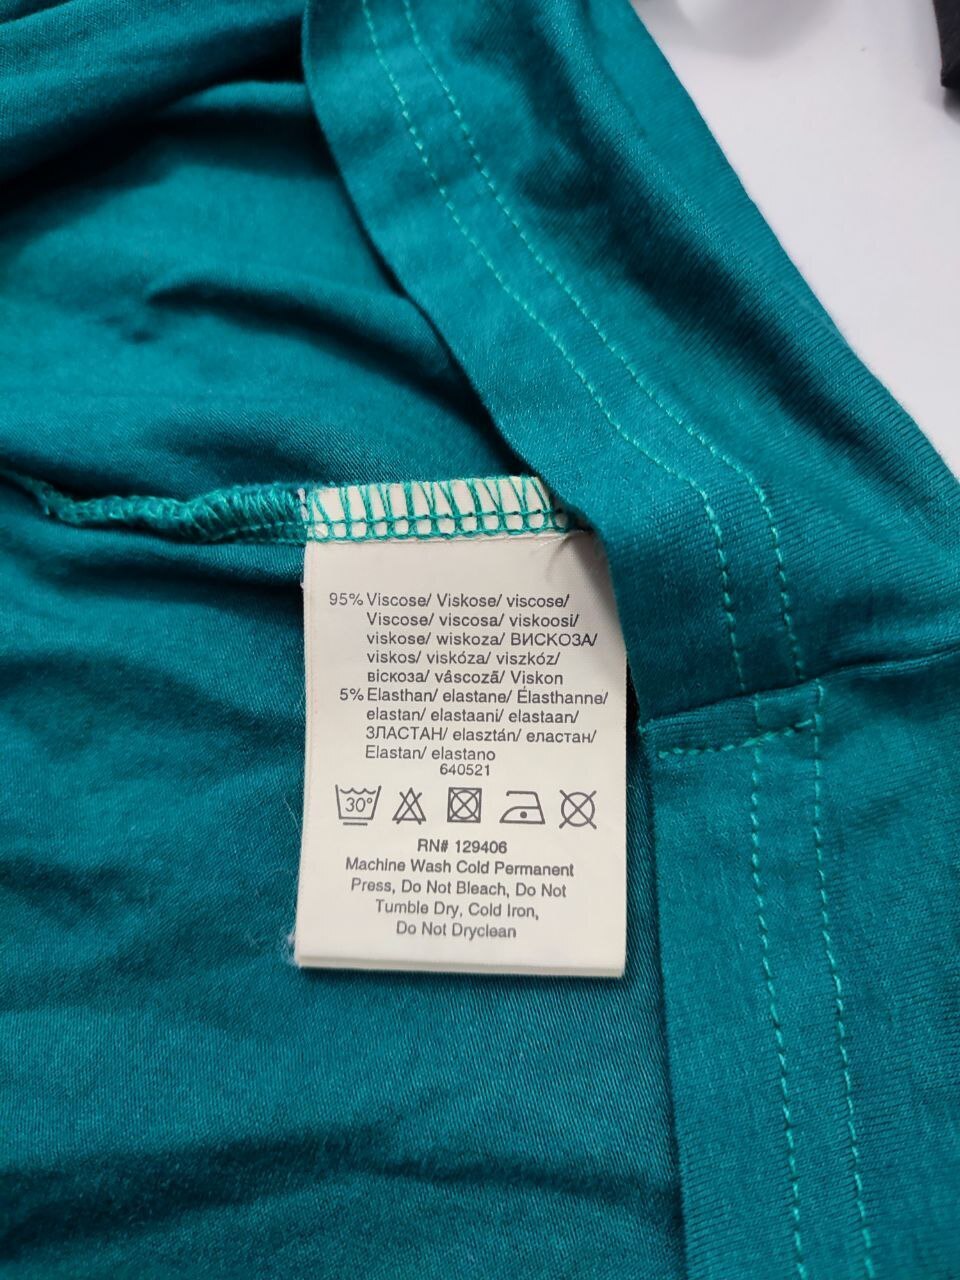 95% Viscose/ Viskose/ viscose/
Viscose/ viscosa/ viskoosi/
viskose/ wiskoza/ ВИСКОЗА/
viskos/ viskóza/ viszkóz/
віскоза/ vâscoză/ Viskon
5% Elasthan/ elastane/ Élasthanne/
elastan/ elastaani/ elastaan/
ЗЛАСТАН/ elasztán/ еластан/
Elastan/ elastano
640521
30°
RN# 129406
Machine Wash Cold Permanent
Press, Do Not Bleach, Do Not
Tumble Dry, Cold Iron,
Do Not Dryclean